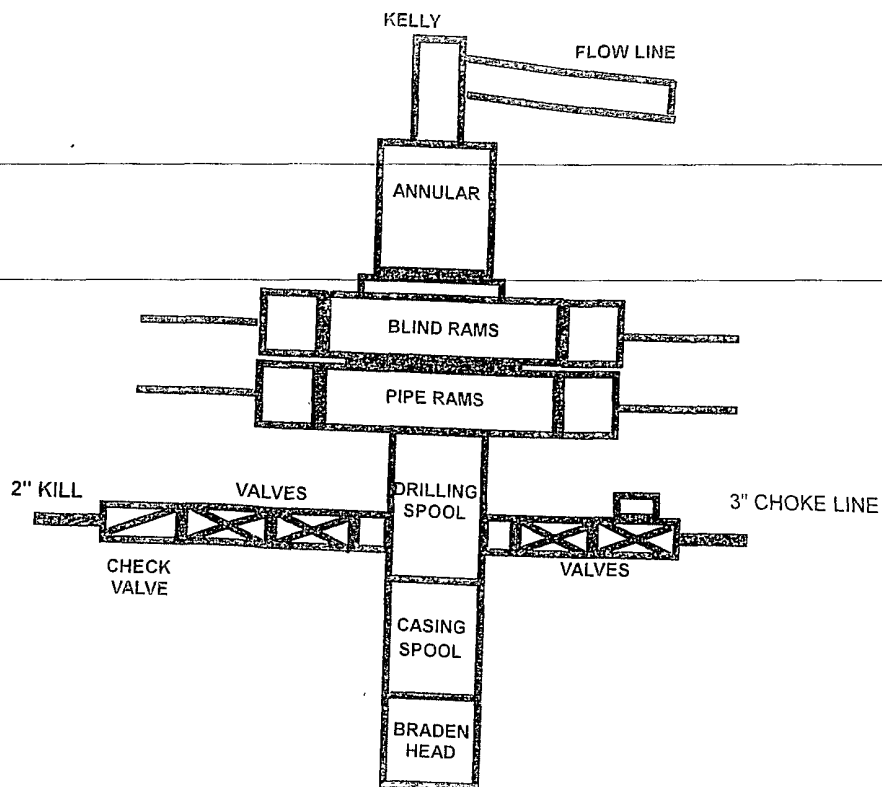 KELLY
FLOW LINE
ANNULAR
BLIND RAMS
PIPE RAMS
2" KILL
VALVES
DRILLING
SPOOL
3" CHOKE LINE
CHECK
VALVE
VALVES
CASING
SPOOL
BRADEN
HEAD